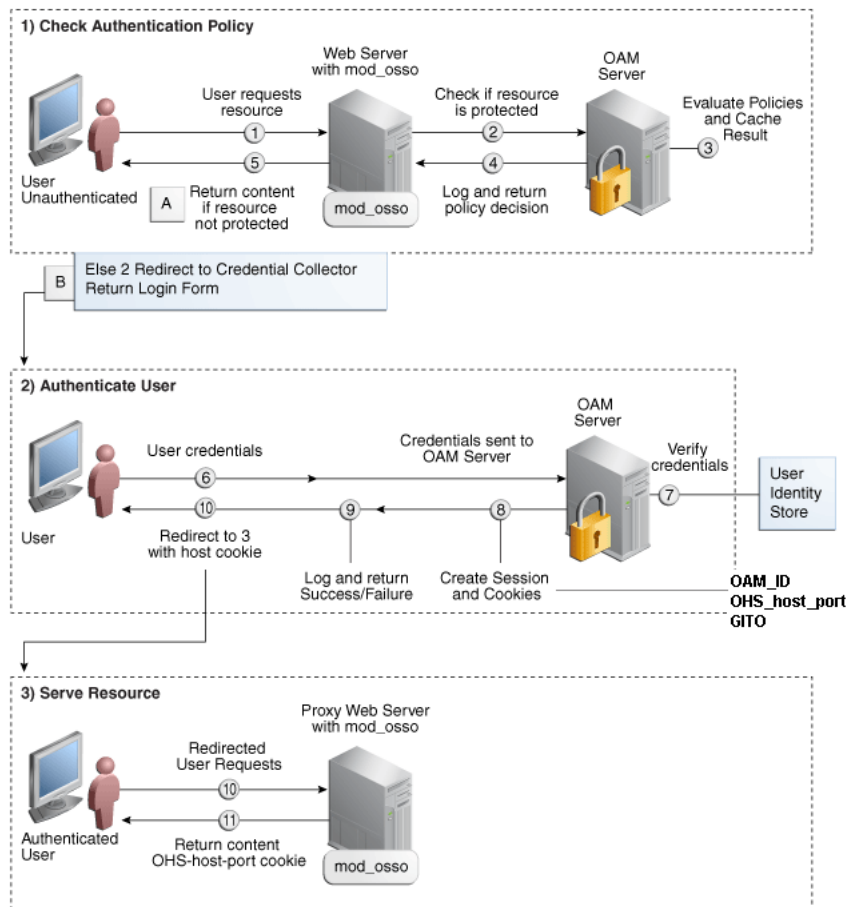 1) Check Authentication Policy
Web Server
with mod_osso
OAM
Server
User requests
resource
Check if resource
is protected
Evaluate Policies
and Cache
Result
1
2
3
5
4
User
Unauthenticated
A
Return content
if resource
not protected
mod_osso
Log and return
policy decision
B
Else 2 Redirect to Credential Collector
Return Login Form
2) Authenticate User
OAM
Server
User credentials
Credentials sent to
OAM Server
Verify
credentials
6
7
User
Identity
Store
10
9
8
User
Redirect to 3
with host cookie
Log and return
Success/Failure
Create Session
and Cookies
OAM_ID
OHS_host_port
GITO
3) Serve Resource
Proxy Web Server
with mod_osso
Redirected
User Requests
10
11
Authenticated
User
Return content
OHS-host-port cookie
mod_osso